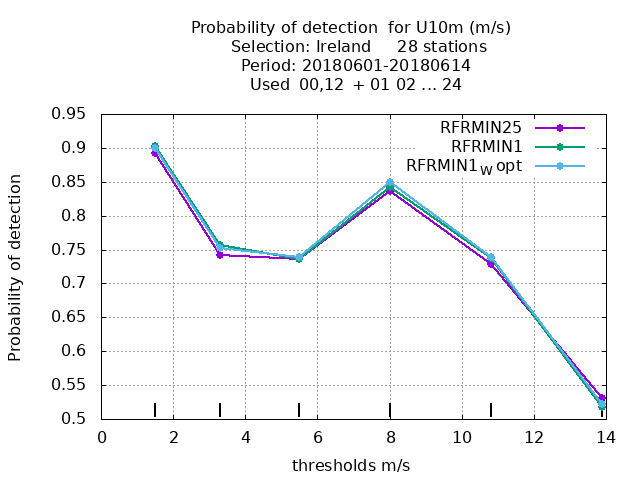 Probability of detection for U10m (m/s)
Selection: Ireland 28 stations
Period: 20180601-20180614
Used 00,12 + 01 02 ... 24
0.95
0.9
0.85
0.8
0.75
0.7
0.65
0.6
0.55
0.5
Probability of detection
RFRMIN25
RFRMIN1
RFRMIN1W opt
0 2 4 6 8 10 12 14
thresholds m/s